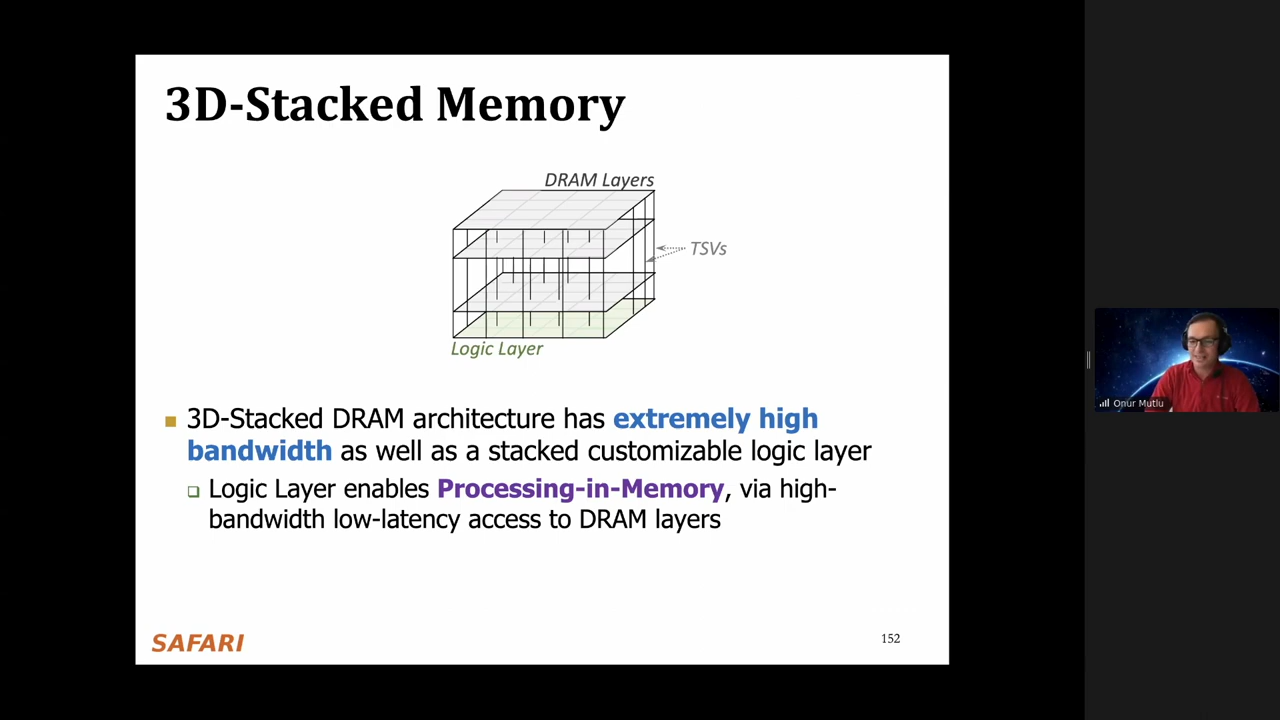 3D-Stacked Memory
DRAM Layers
TSVs
Logic Layer
3D-Stacked DRAM architecture has extremely high
bandwidth as well as a stacked customizable logic layer
Logic Layer enables Processing-in-Memory, via high-
bandwidth low-latency access to DRAM layers
SAFARI
152
Onur Mutlu